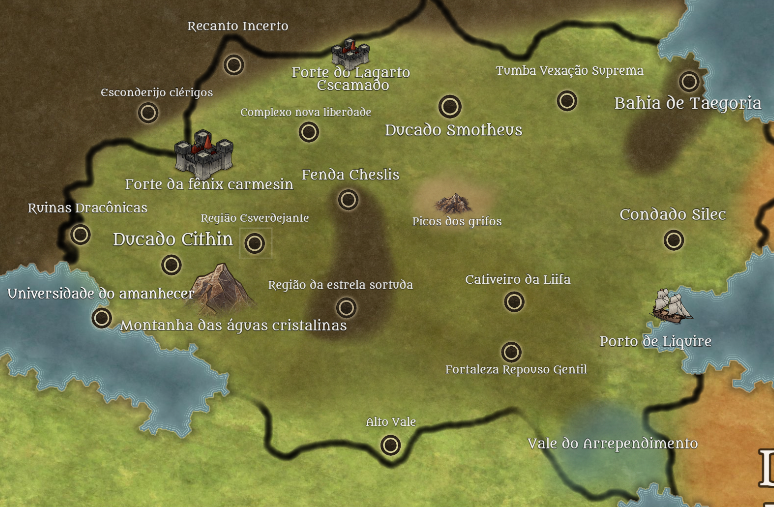 Recanto Incerto
Forte do Lagarto
Escamado
Tumba Vexação Suprema
Esconderijo clérigos
Bahia de Taegoria
Complexo nova liberdade
Ducado Smotheus
Forte da fênix carmesin
Fenda Cheslis
Ruinas Dracônicas
Região Esverdejante
Picos dos grifos
Condado Silec
Ducado Cithin
Universidade do amanhecer
Região da estrela sortuda
Cativeiro da Liifa
Montanha das águas cristalinas
Porto de Liquire
Fortaleza Repouso Gentil
Alto Vale
Vale do Arrependimento